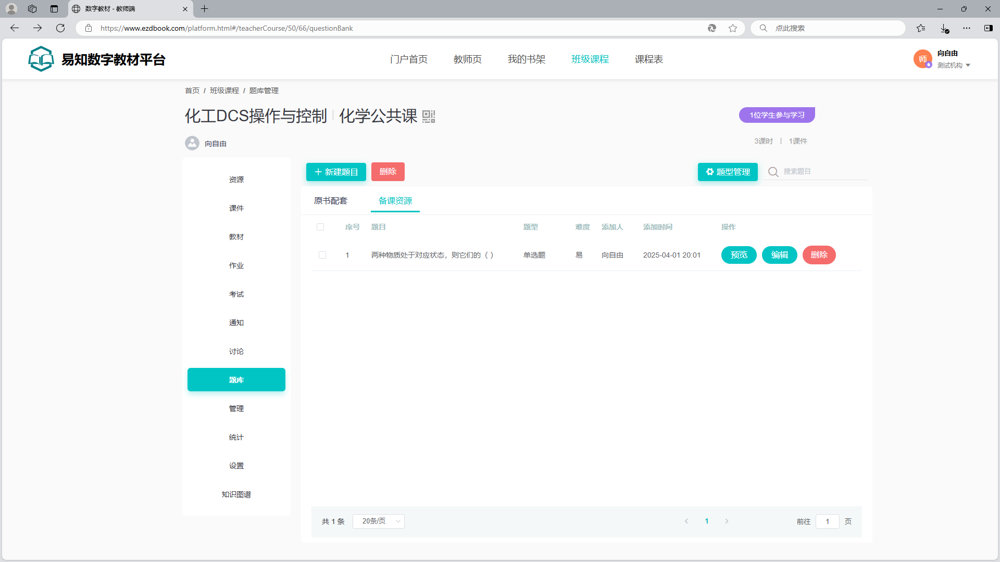 数字教材 - 教师端
https://www.ezdbook.com/platform.html#/teacherCourse/50/66/questionBank
点此搜索
易知数字教材平台
门户首页 教师页 我的书架 班级课程 课程表
师
向自由
测试机构
首页 / 班级课程 / 题库管理
化工DCS操作与控制 化学公共课
1位学生参与学习
向自由
3课时 | 1课件
资源
课件
教材
作业
考试
通知
讨论
题库
管理
统计
设置
知识图谱
新建题目 删除 题型管理 搜索题目
原书配套 备课资源
序号 题目 题型 难度 添加人 添加时间 操作
1 两种物质处于对应状态，则它们的（ ） 单选题 易 向自由 2025-04-01 20:01 预览 编辑 删除
共 1 条 20条/页 1 前往 1 页